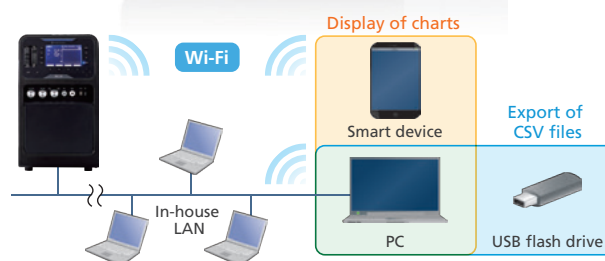 Display of charts
Wi-Fi
Smart device
Export of
CSV files
In-house
LAN
PC
USB flash drive